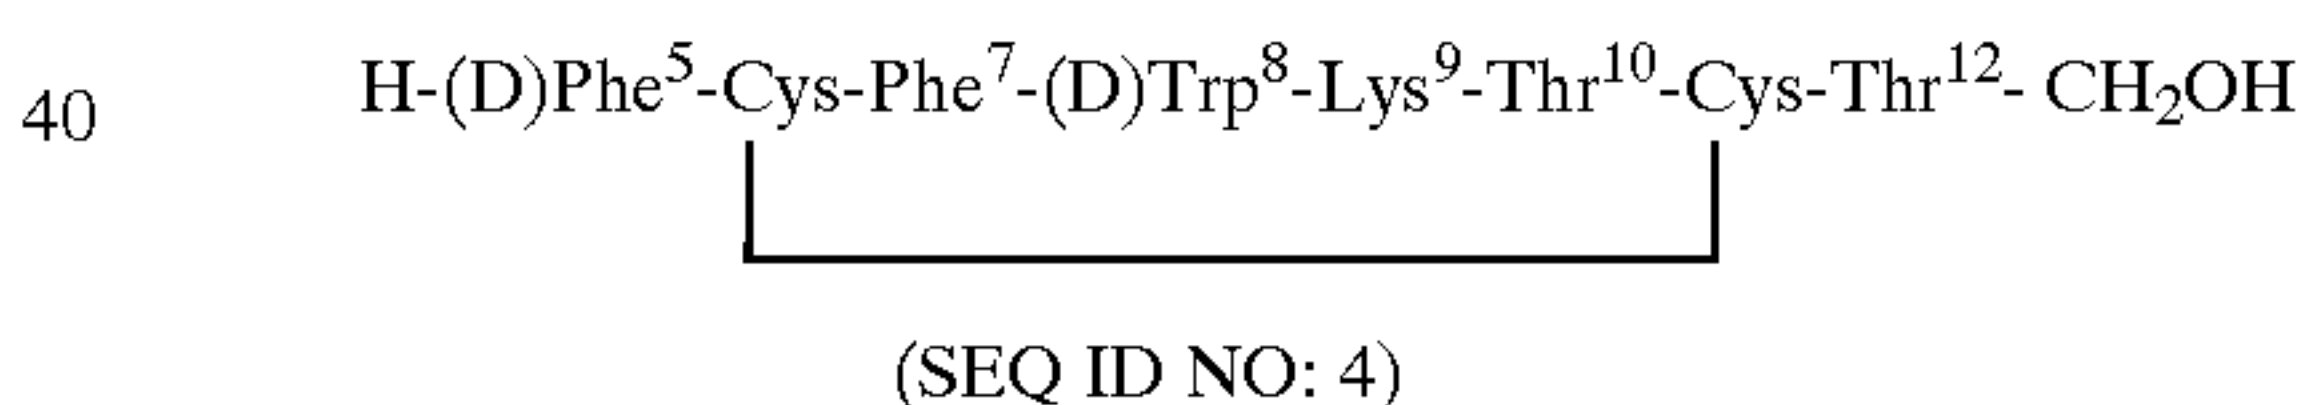 40 H-(D)Phe⁵-Cys-Phe⁷-(D)Trp⁸-Lys⁹-Thr¹⁰-Cys-Thr¹²- CH₂OH
(SEQ ID NO: 4)